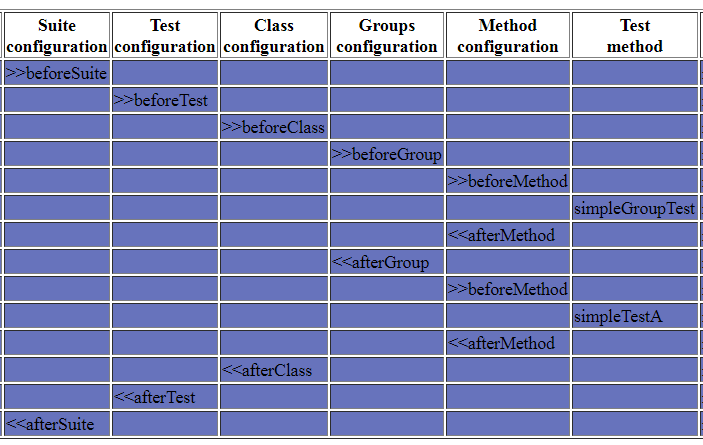 Suite configuration Test configuration Class configuration Groups configuration Method configuration Test method
>>beforeSuite
>>beforeTest
>>beforeClass
>>beforeGroup
>>beforeMethod
simpleGroupTest
<<afterMethod
<<afterGroup
>>beforeMethod
simpleTestA
<<afterMethod
<<afterClass
<<afterTest
<<afterSuite